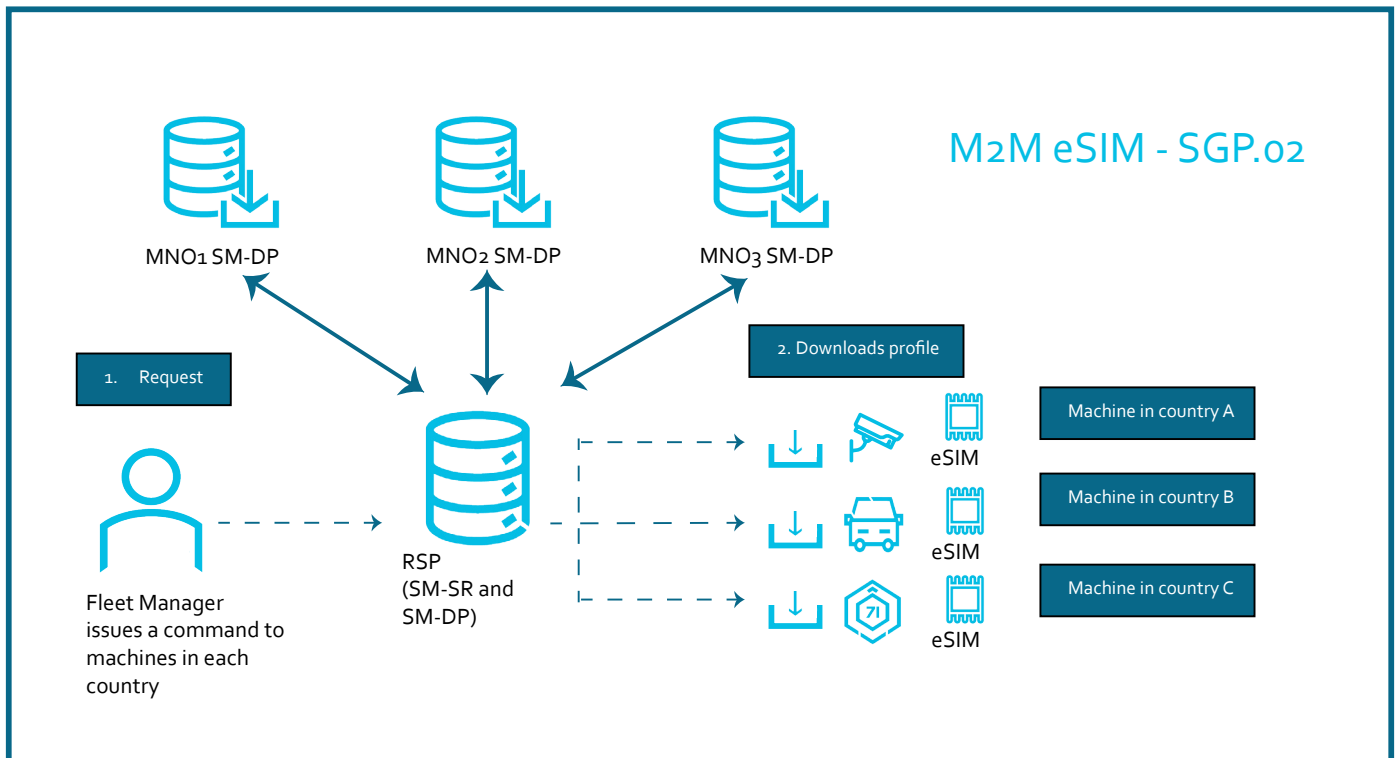 M2M eSIM - SGP.02
MNO1 SM-DP
MNO2 SM-DP
MNO3 SM-DP
1. Request
2. Downloads profile
Machine in country A
eSIM
Machine in country B
eSIM
Machine in country C
71
eSIM
RSP
(SM-SR and
SM-DP)
Fleet Manager
issues a command to
machines in each
country